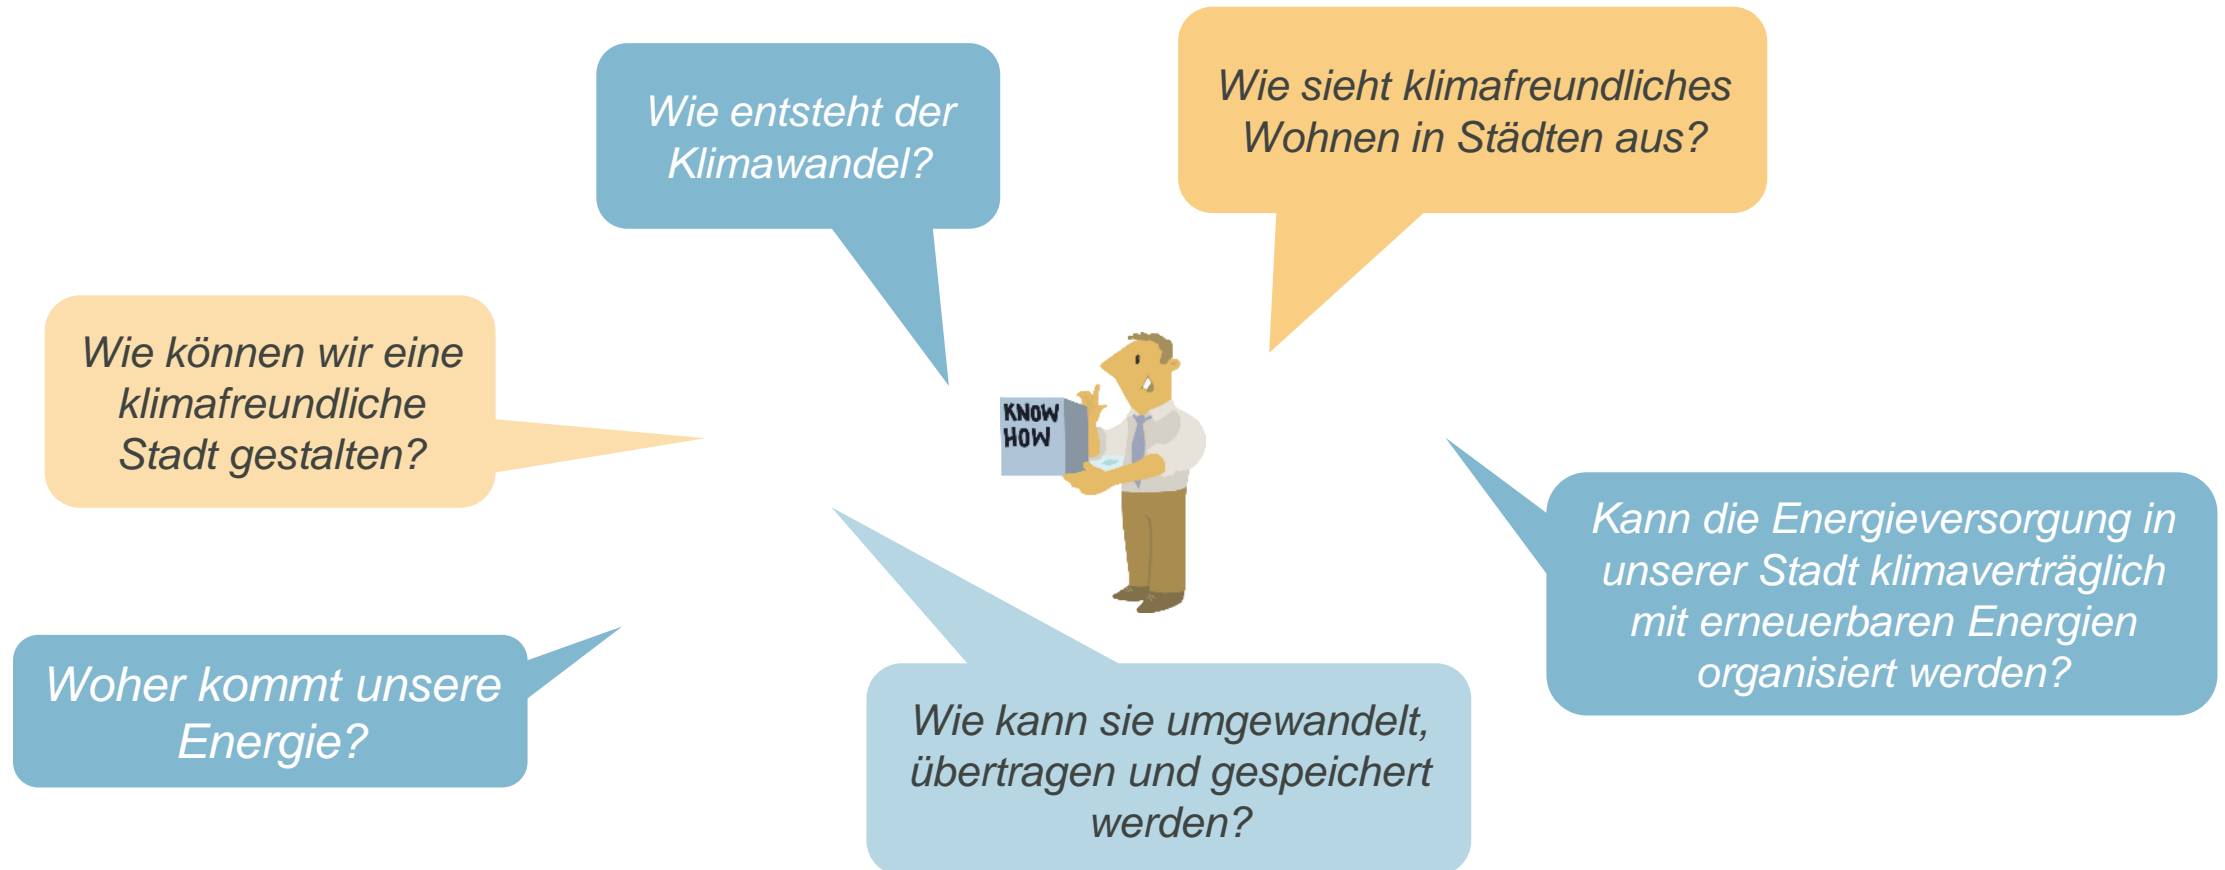 Wie entsteht der
Klimawandel?
Wie sieht klimafreundliches
Wohnen in Städten aus?
Wie können wir eine
klimafreundliche
Stadt gestalten?
KNOW
HOW
Kann die Energieversorgung in
unserer Stadt klimaverträglich
mit erneuerbaren Energien
organisiert werden?
Woher kommt unsere
Energie?
Wie kann sie umgewandelt,
übertragen und gespeichert
werden?